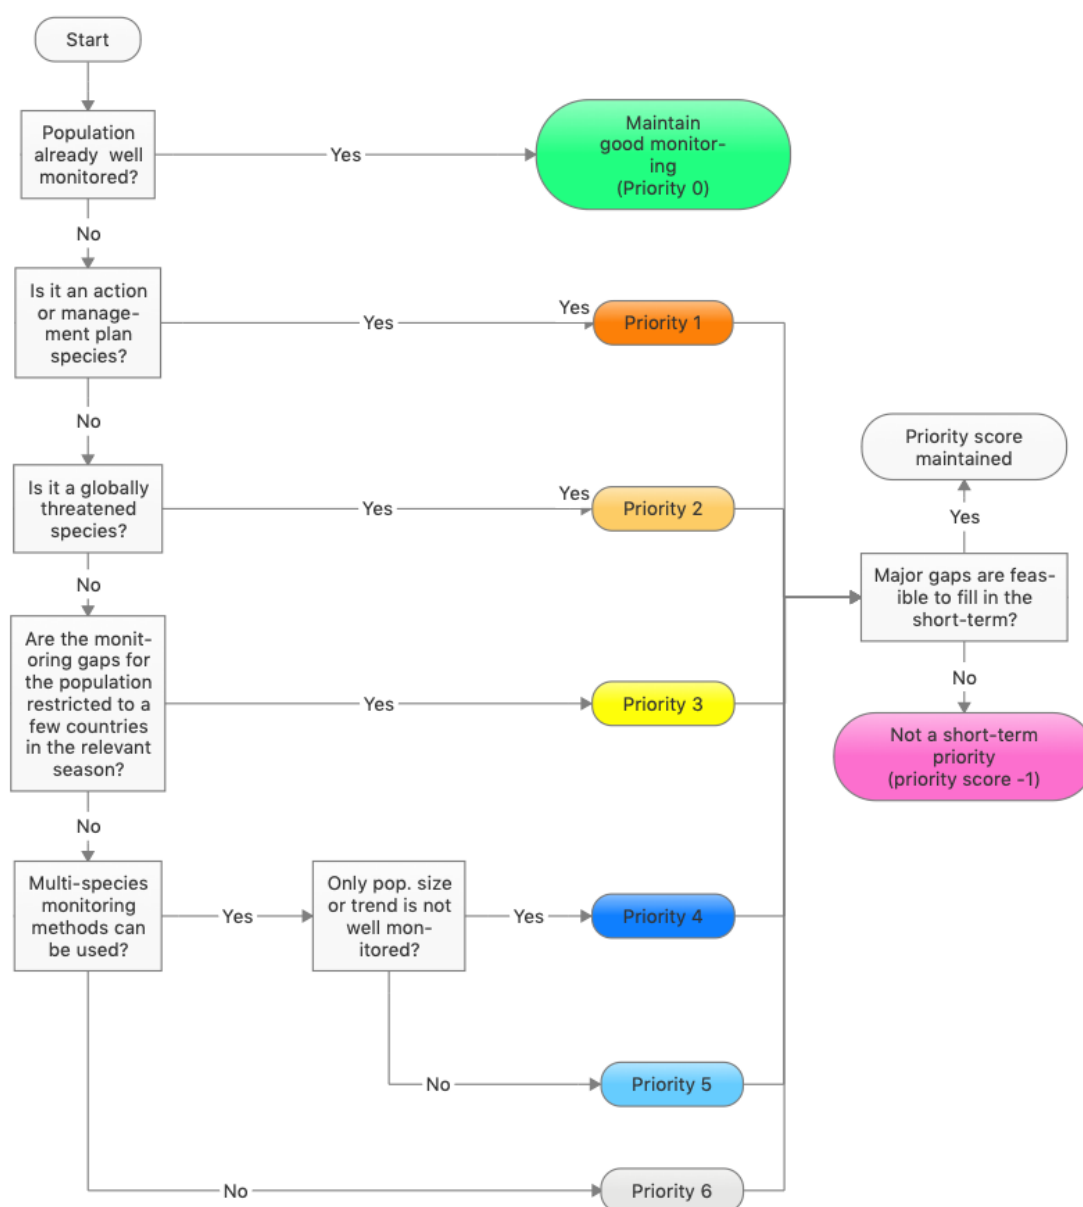 Start
Population
already well
monitored?
Yes
Maintain
good monitor-
ing
(Priority 0)
No
Is it an action
or manage-
ment plan
species?
Yes
Yes
Priority 1
No
Priority score
maintained
Is it a globally
threatened
species?
Yes
Yes
Priority 2
Yes
No
Major gaps are feas-
ible to fill in the
short-term?
Are the monit-
oring gaps for
the population
restricted to a
few countries
in the relevant
season?
Yes
Priority 3
No
Not a short-term
priority
(priority score -1)
No
Multi-species
monitoring
methods can
be used?
Yes
Only pop. size
or trend is not
well mon-
itored?
Yes
Priority 4
No
Priority 5
No
Priority 6